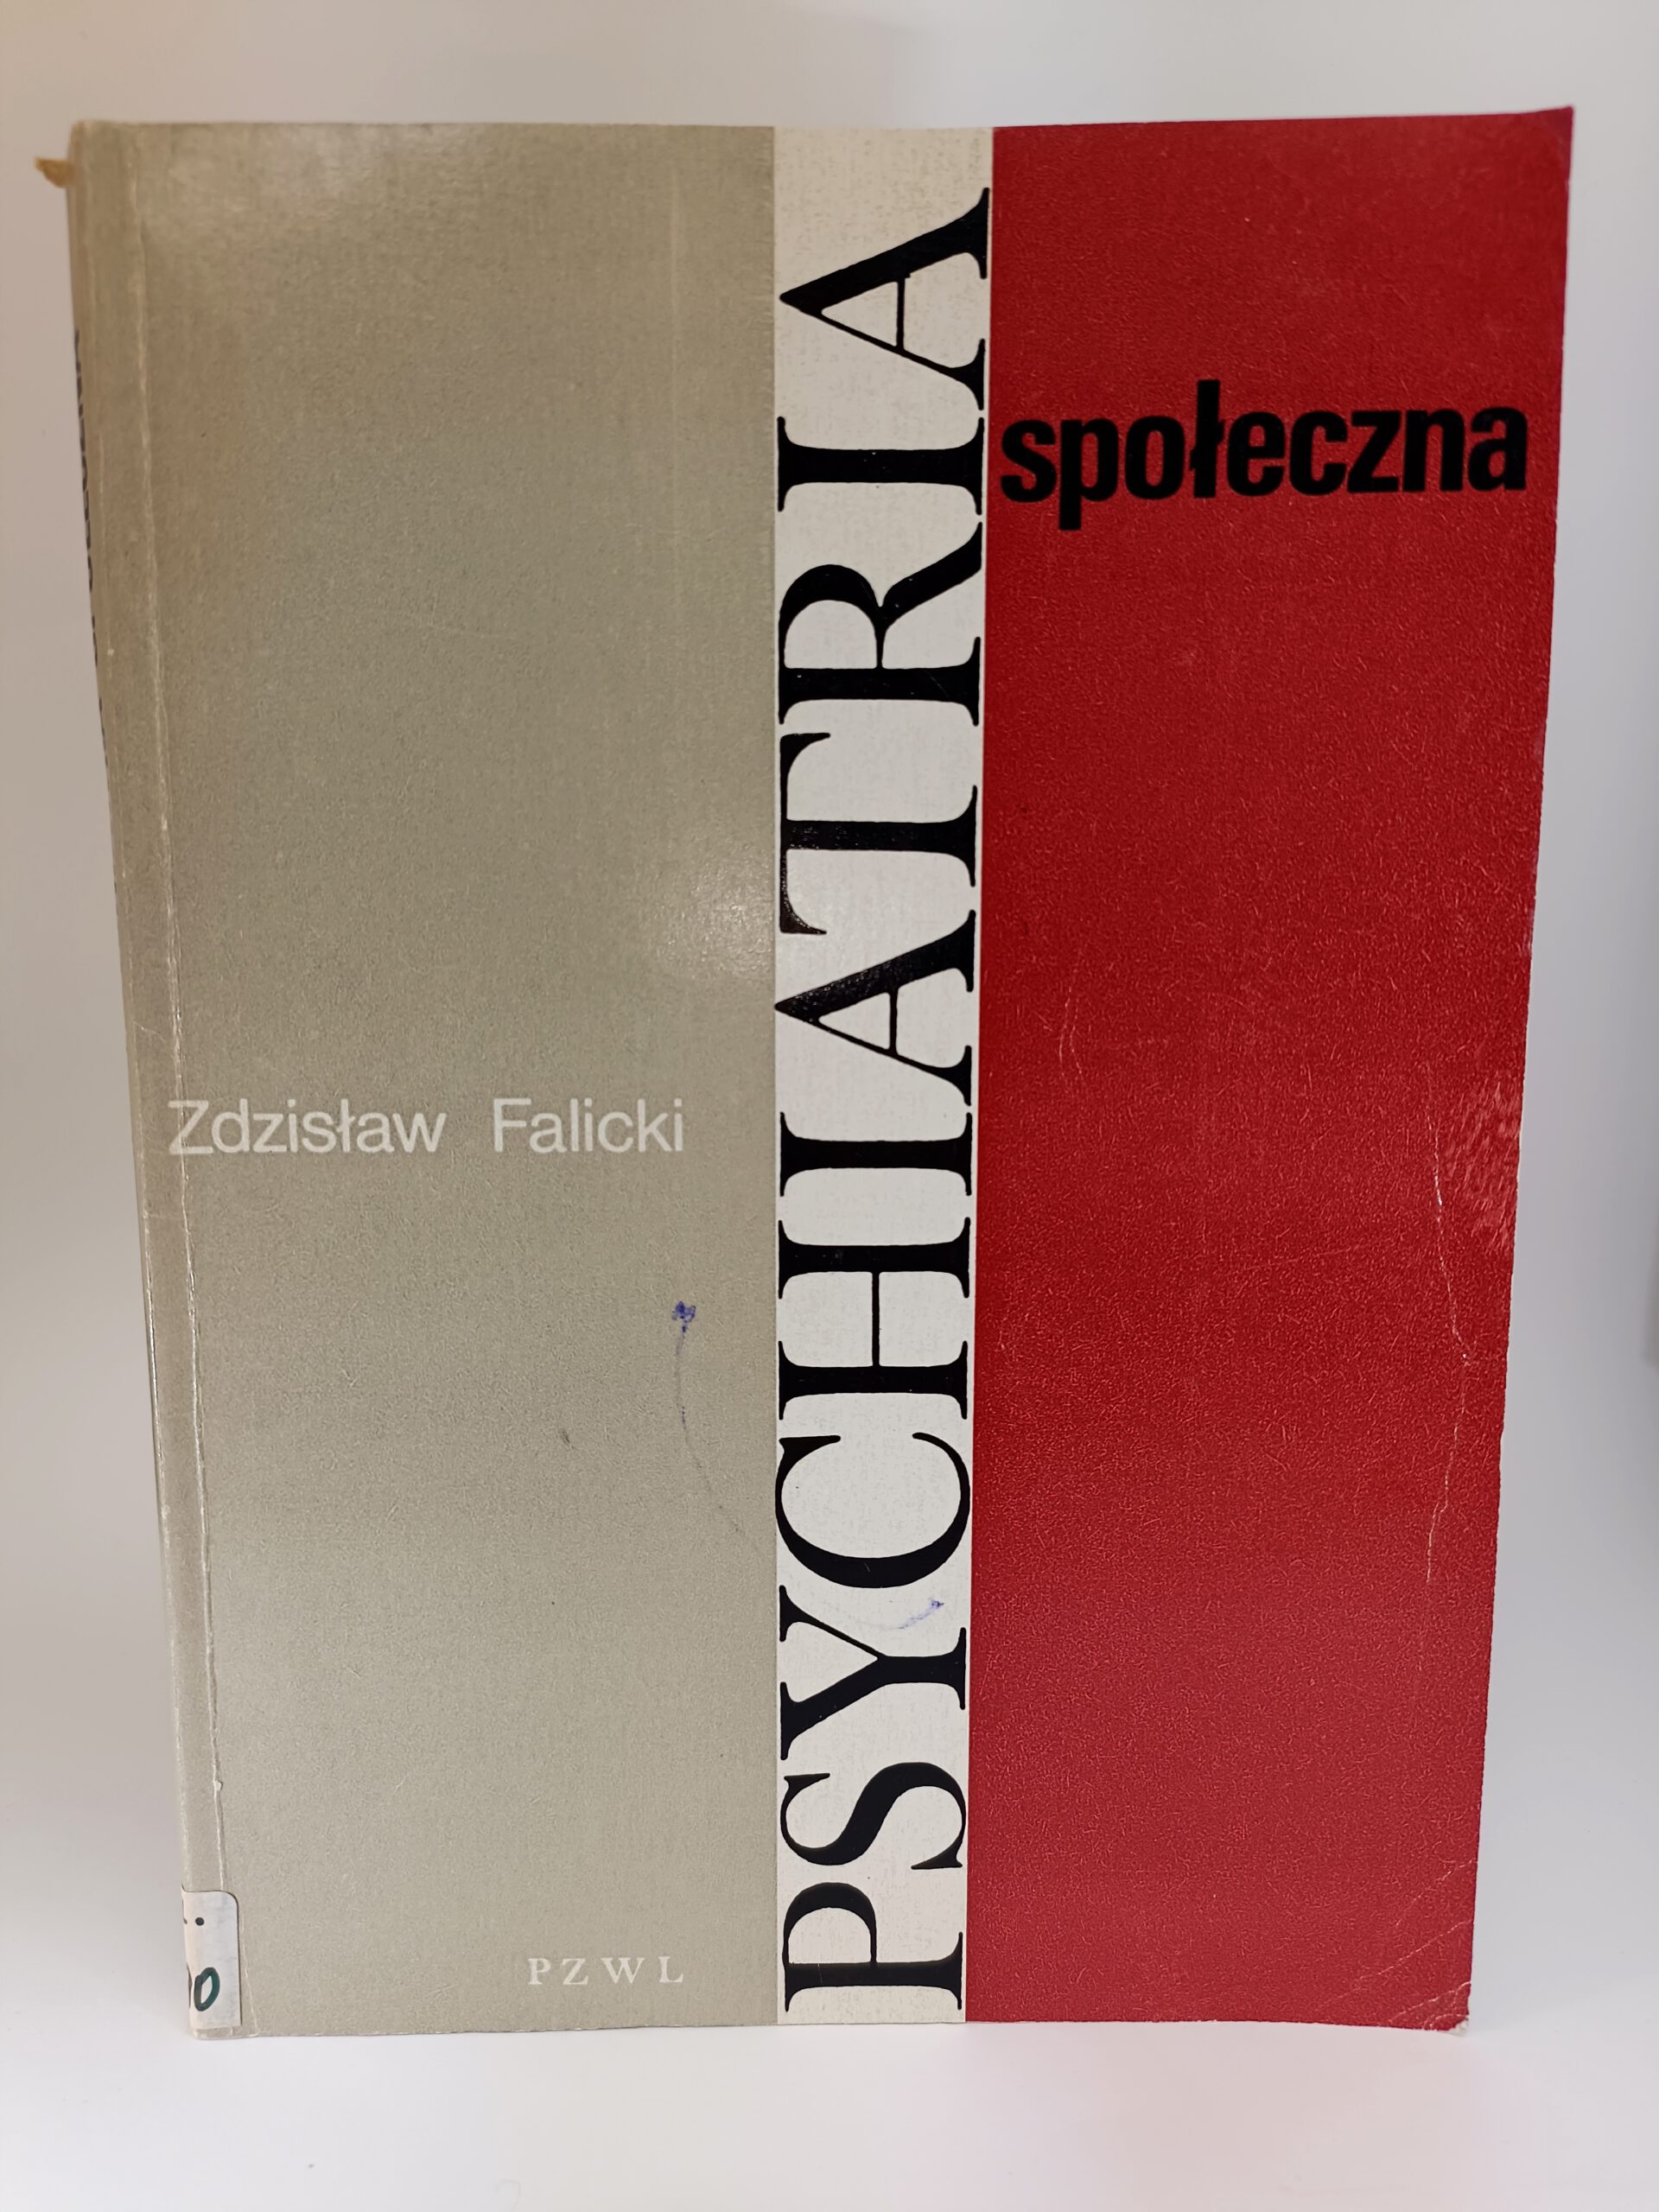 PSYCHIATRIA
społeczna
Zdzisław Falicki
PZWL